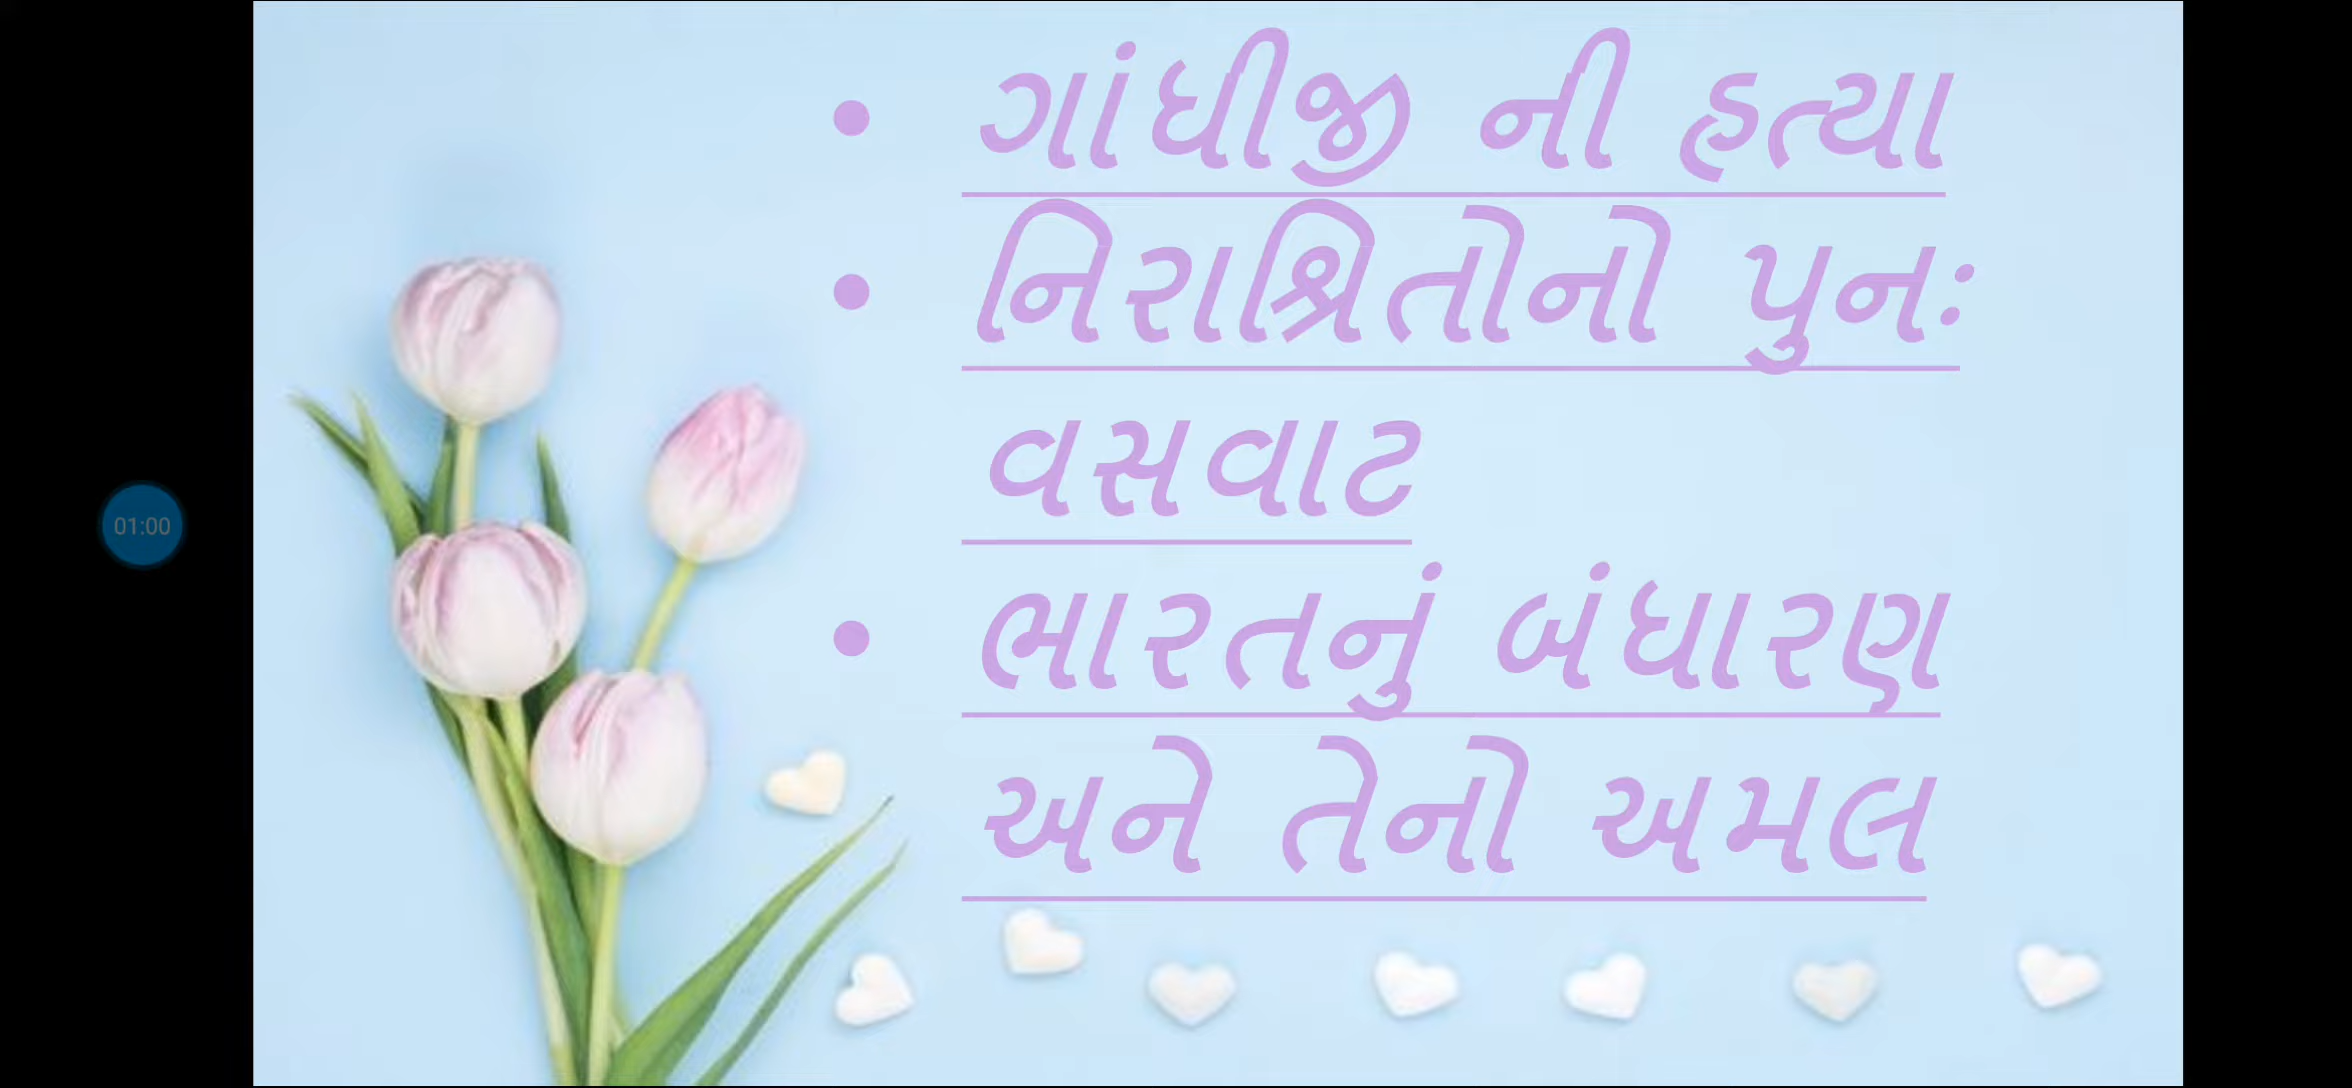 01:00
• ગાંધીજી ની હત્યા
• નિરાશ્રિતોનો પુનઃ
વસવાટ
• ભારતનું બંધારણ
અને તેનો અમલ